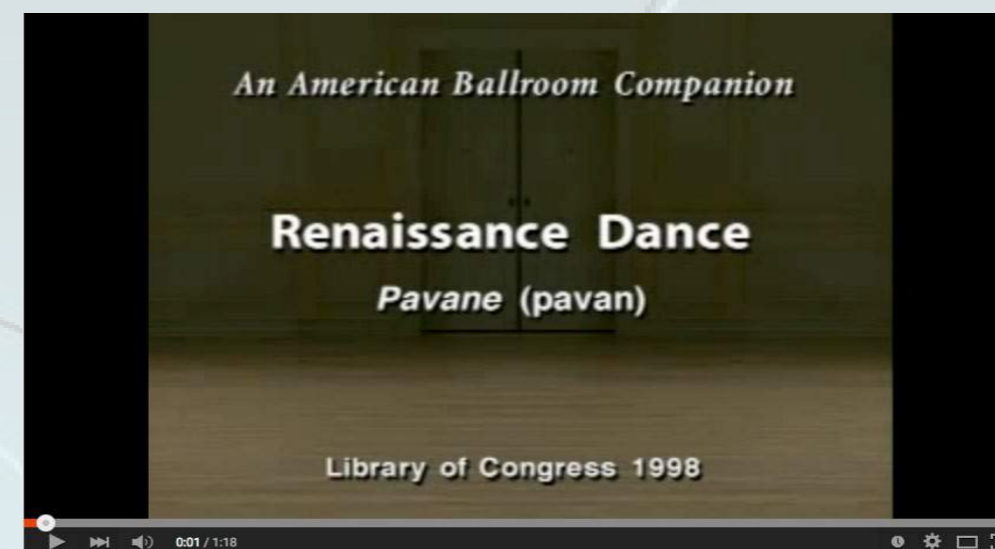 An American Ballroom Companion
Renaissance Dance
Pavane (pavan)
Library of Congress 1998
0:01 / 1:18